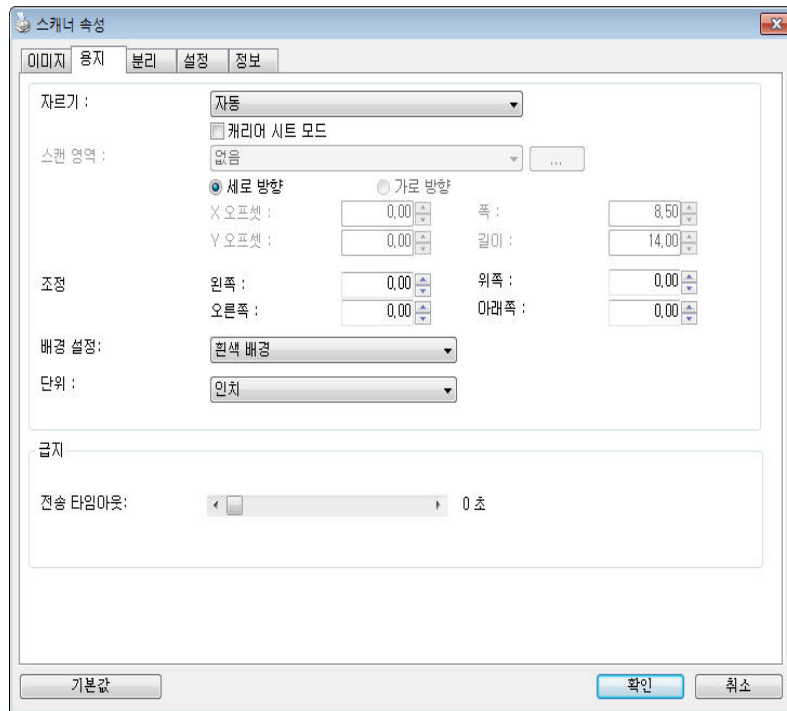 스캐너 속성
이미지 용지 분리 설정 정보
자르기 : 자동
캐리어 시트 모드
스캔 영역 : 없음 ...
세로 방향 가로 방향
X 오프셋 : 0,00 폭 : 8,50
Y 오프셋 : 0,00 길이 : 14,00
조정 왼쪽 : 0,00 위쪽 : 0,00
오른쪽 : 0,00 아래쪽 : 0,00
배경 설정: 흰색 배경
단위 : 인치
급지
전송 타임아웃: 0 초
기본값 확인 취소